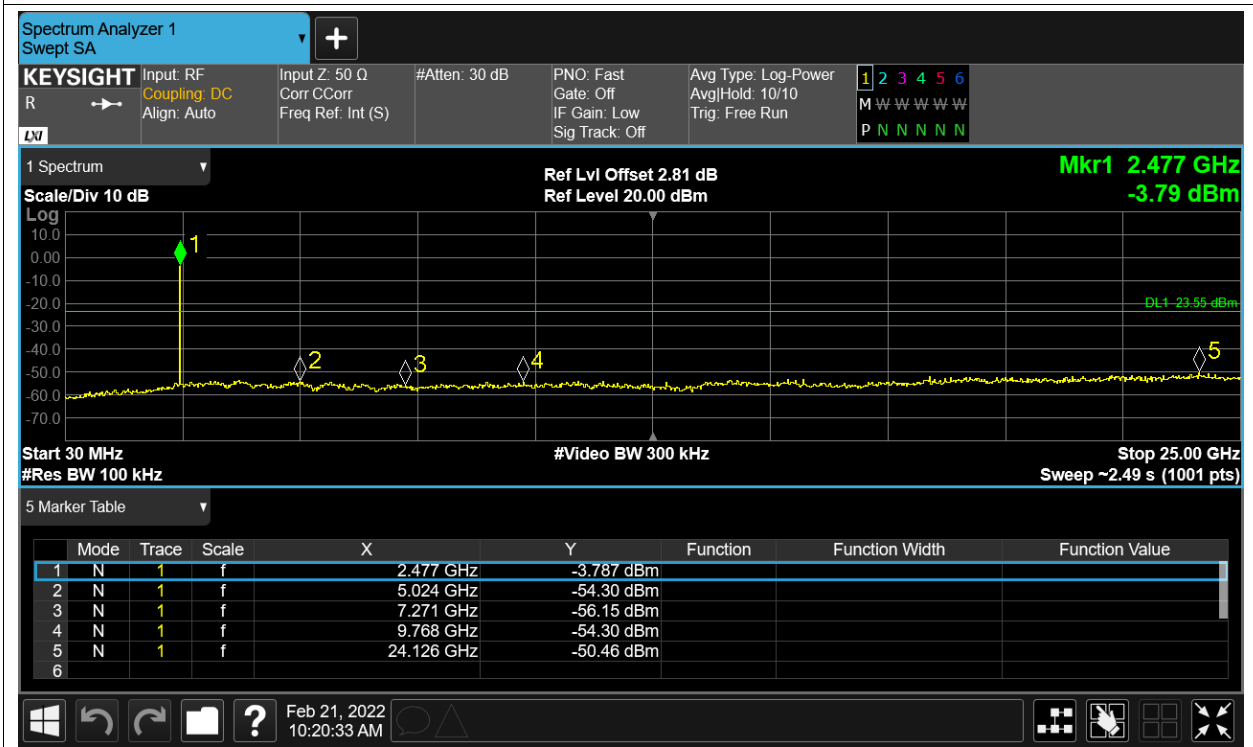 Spectrum Analyzer 1
Swept SA
+
KEYSIGHT
R
LXI
Input: RF
Coupling: DC
Align: Auto
Input Z: 50 Ω
Corr CCorr
Freq Ref: Int (S)
#Atten: 30 dB
PNO: Fast
Gate: Off
IF Gain: Low
Sig Track: Off
Avg Type: Log-Power
Avg|Hold: 10/10
Trig: Free Run
1 2 3 4 5 6
M W W W W W
P N N N N N
1 Spectrum
Scale/Div 10 dB
Ref Lvl Offset 2.81 dB
Ref Level 20.00 dBm
Mkr1 2.477 GHz
-3.79 dBm
Log
10.0
0.00
-10.0
-20.0
-30.0
-40.0
-50.0
-60.0
-70.0
1
2
3
4
5
DL1 -23.55 dBm
Start 30 MHz
#Video BW 300 kHz
Stop 25.00 GHz
#Res BW 100 kHz
Sweep ~2.49 s (1001 pts)
5 Marker Table
Mode Trace Scale X Y Function Function Width Function Value
1 N 1 f 2.477 GHz -3.787 dBm
2 N 1 f 5.024 GHz -54.30 dBm
3 N 1 f 7.271 GHz -56.15 dBm
4 N 1 f 9.768 GHz -54.30 dBm
5 N 1 f 24.126 GHz -50.46 dBm
6
?
Feb 21, 2022
10:20:33 AM